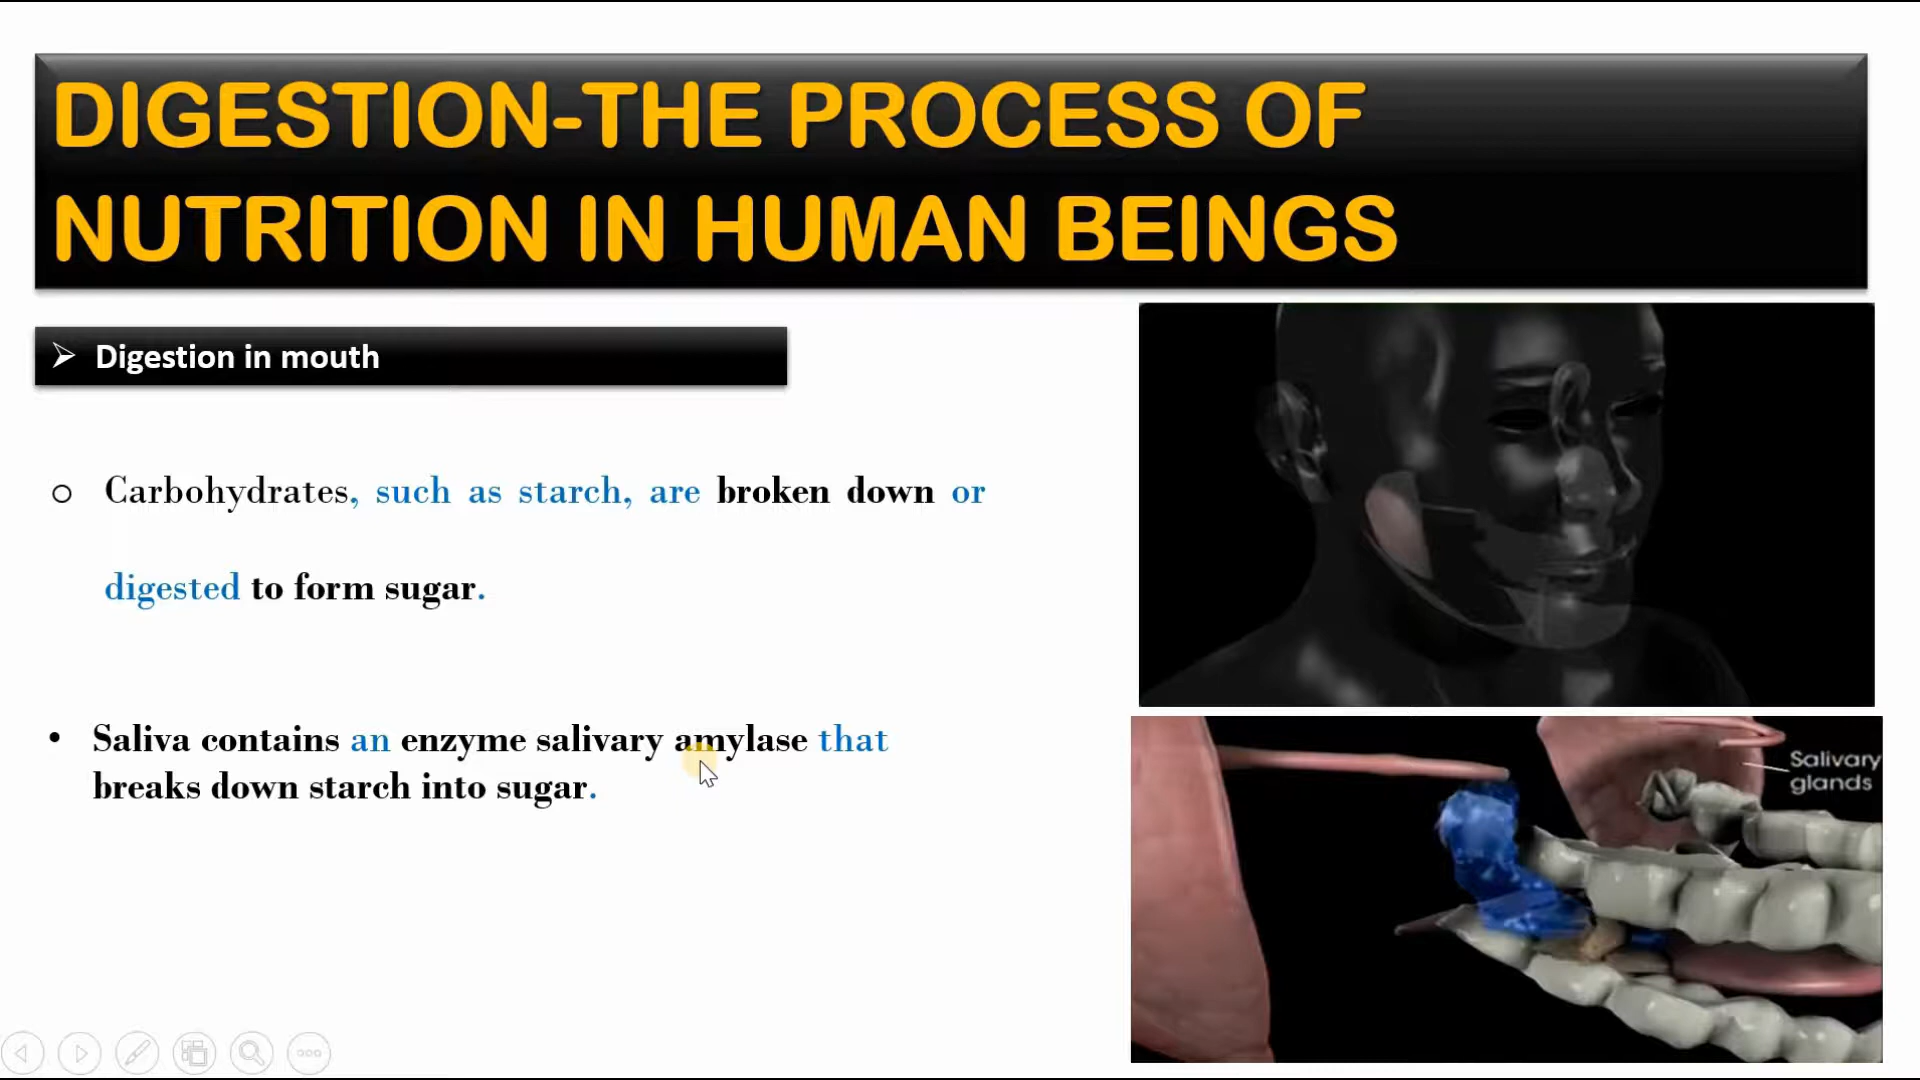 DIGESTION-THE PROCESS OF
NUTRITION IN HUMAN BEINGS
Digestion in mouth
Carbohydrates, such as starch, are broken down or
digested to form sugar.
Saliva contains an enzyme salivary amylase that
breaks down starch into sugar.
Salivary
glands